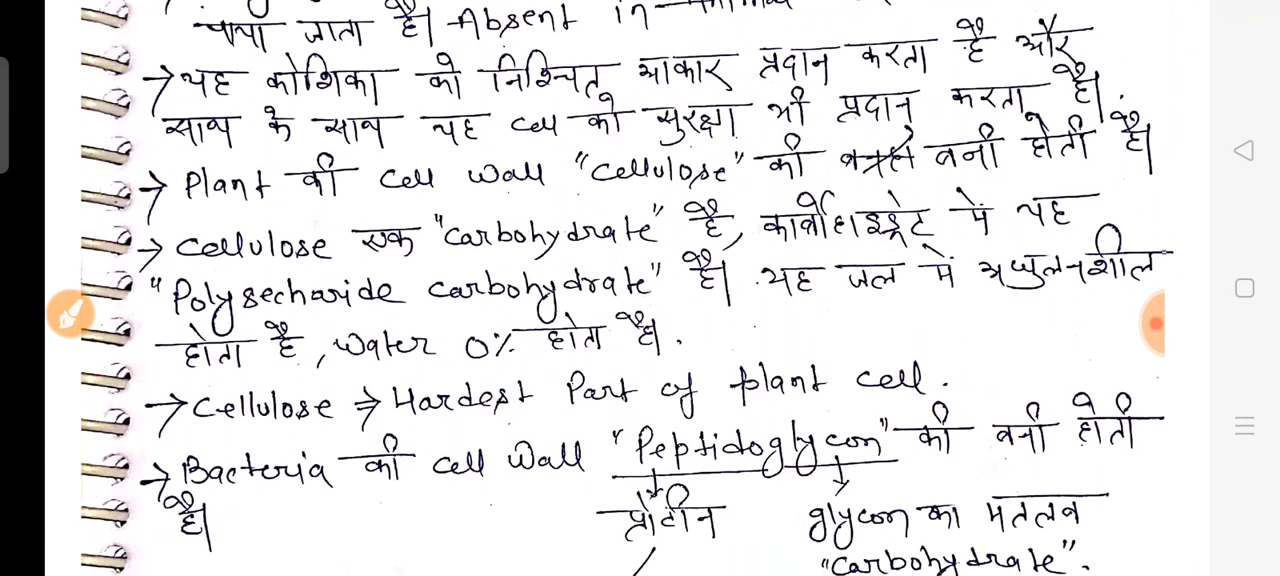 पाया जाता है। Absent in
→ यह कोशिका को निश्चित आकार प्रदान करता है और
साथ के साथ यह cell को सुरक्षा भी प्रदान करता है।
→ Plant की cell wall "cellulose" की बनी होती है।
→ Cellulose एक "carbohydrate" है, कार्बोहाइड्रेट में यह
"Polysecharide carbohydrate" है। यह जल में अघुलनशील
होता है, water 0% होता है।
→ Cellulose ⇒ Hardest Part of plant cell.
→ Bacteria की cell wall "Peptidoglycon" की बनी होती
है।
प्रोटीन glycon का मतलब
"carbohydrate".